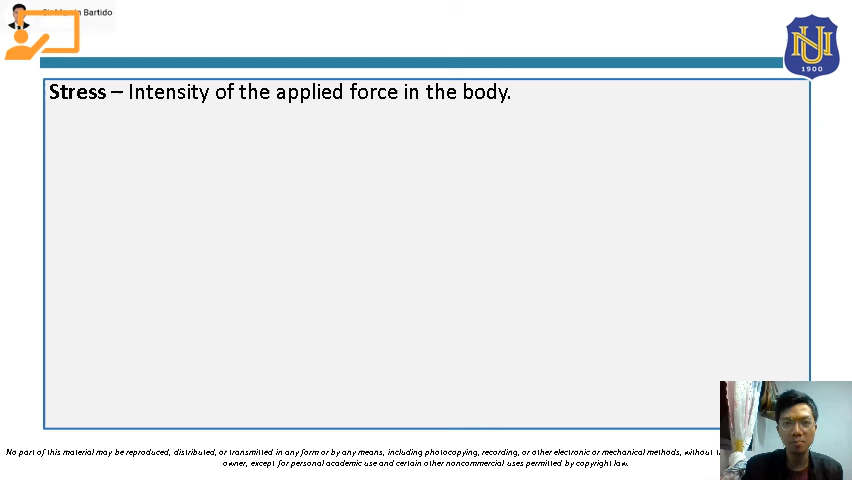 Bartido
Stress – Intensity of the applied force in the body.
NU
1900
No part of this material may be reproduced, distributed, or transmitted in any form or by any means, including photocopying, recording, or other electronic or mechanical methods, without
owner, except for personal academic use and certain other noncommercial uses permitted by copyright law.